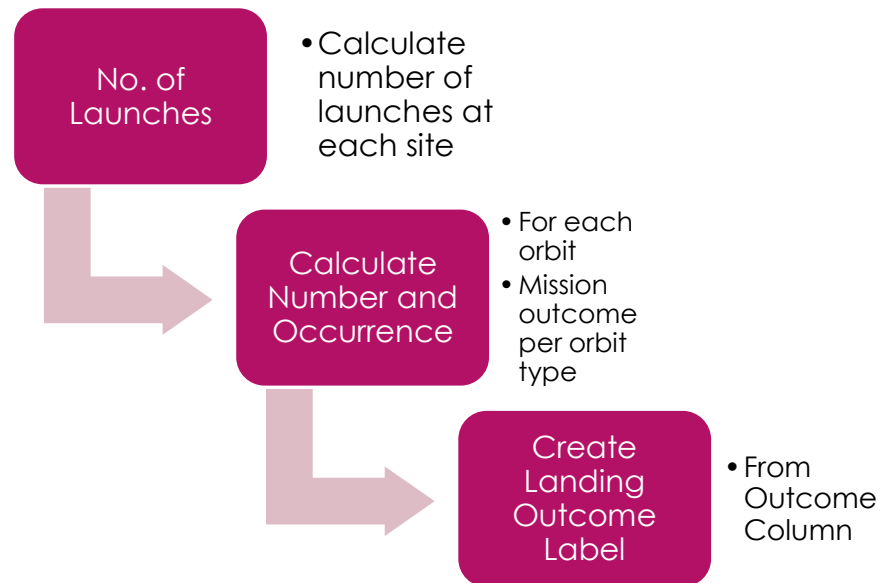 No. of
Launches
•Calculate
number of
launches at
each site
Calculate
Number and
Occurrence
• For each
orbit
• Mission
outcome
per orbit
type
Create
Landing
Outcome
Label
• From
Outcome
Column